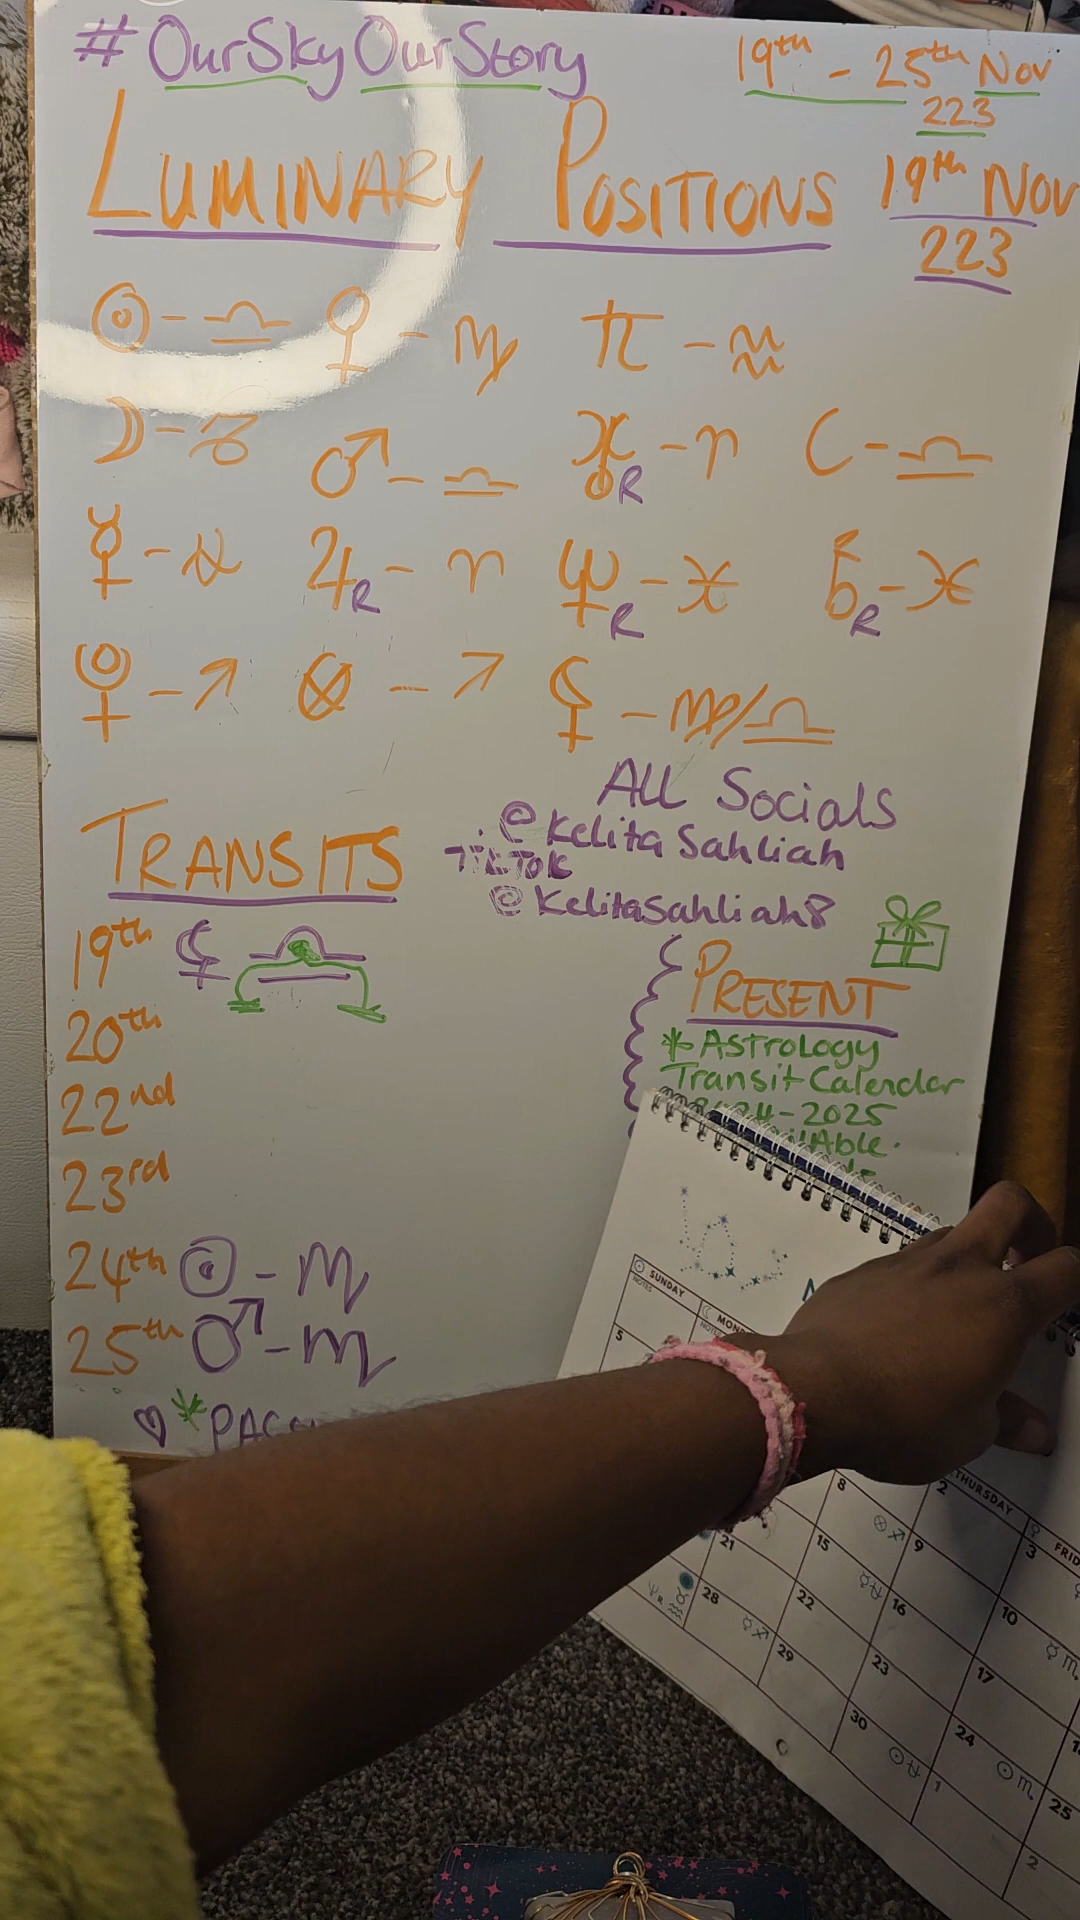 # OurSkyOurStory
19th - 25th Nov
223
LUMINARY POSITIONS
19th Nov
223
☉ - ♎ ♀ - ♍ ♄ - ♒
☽ - ♑ ♂ - ♎ R - ♈ - ♎
☿ - ♃ R - ♈ R - ♓ R - ♓
- ↗ ⊗ - ↗ ⚸ - ♍/♎
ALL Socials
@KelitaSahliah
TikTok
@KelitaSahliah8
TRANSITS
19th ⚸ ♎
20th
22nd
23rd
24th ☉ - ♏
25th ♂ - ♏
PRESENT
* Astrology
Transit Calendar
- 2025
SUNDAY
NOTES
5
THURSDAY
2
3
8
9
10
15
16
17
21
22
23
24
25
28
29
30
1
2